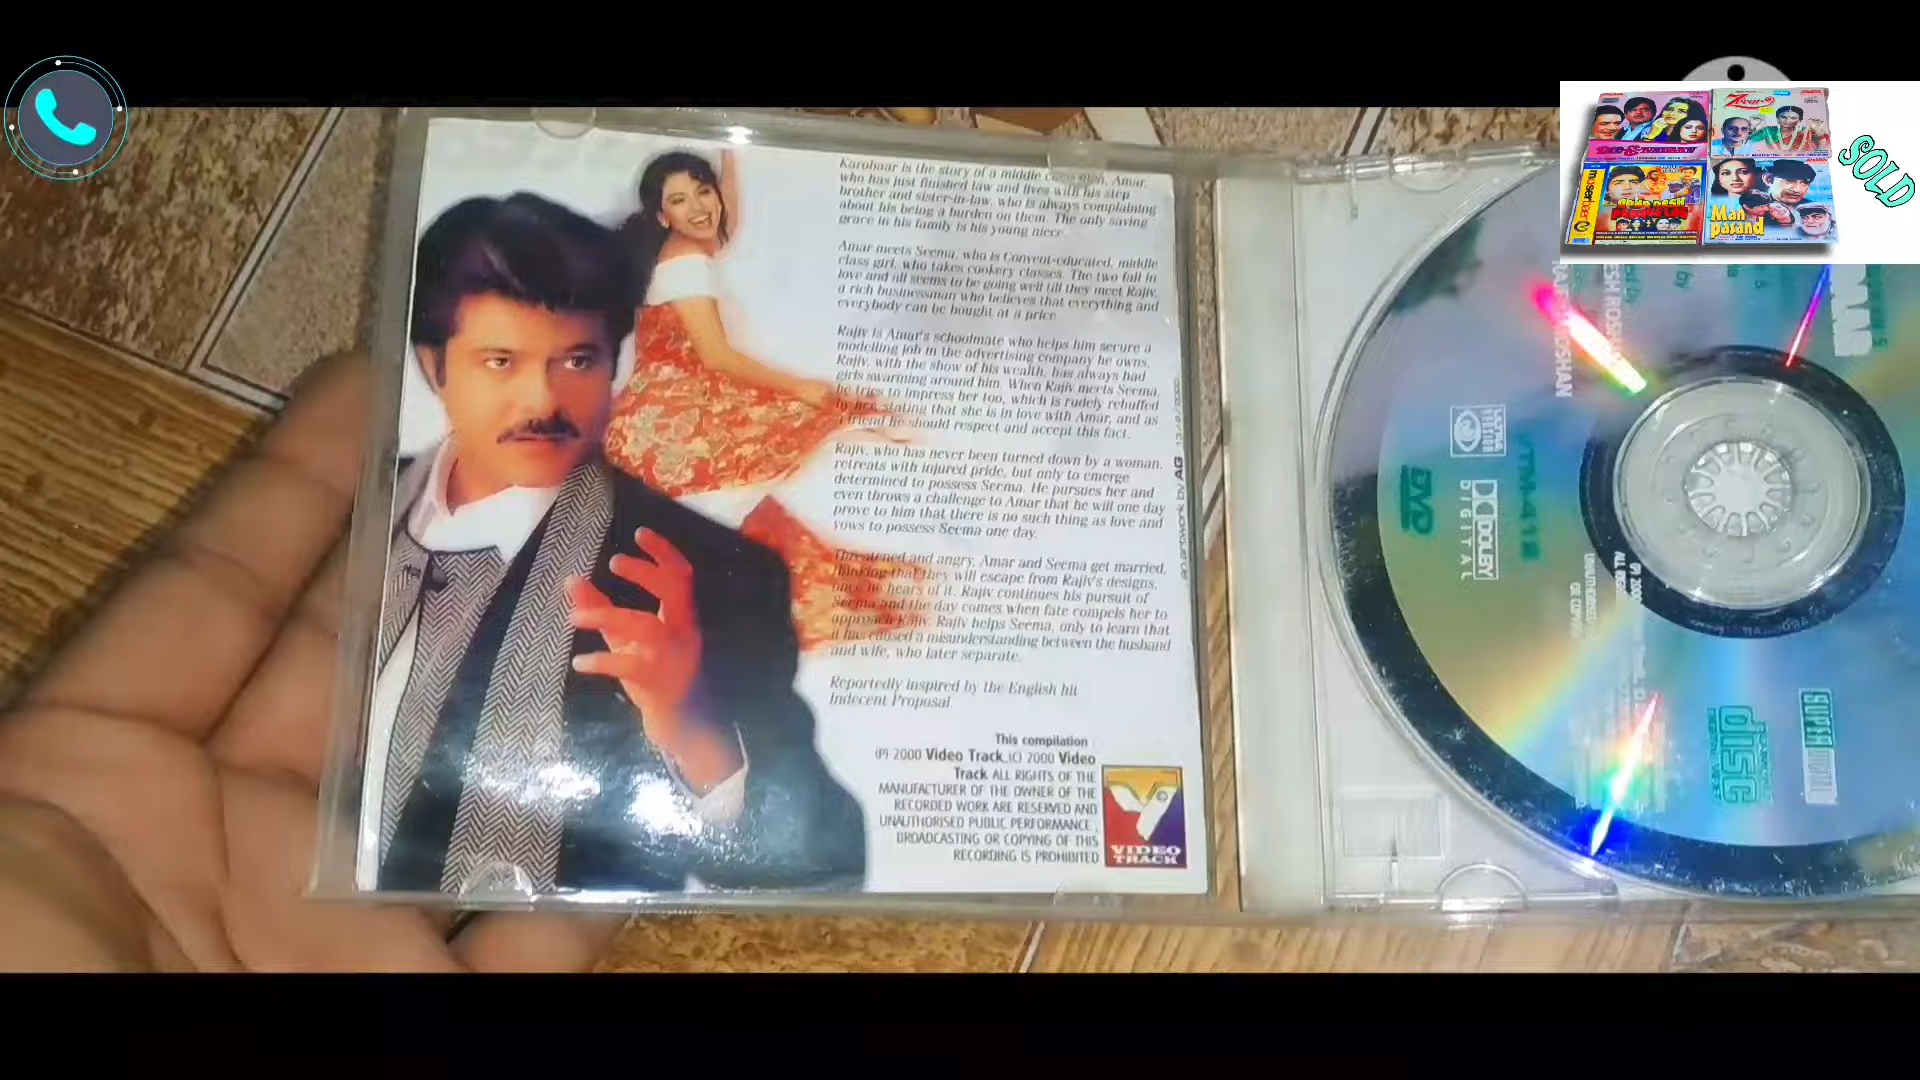 Karobaar is the story of a middle class man, Amar,
who has just finished law and lives with his step
brother and sister-in-law, who is always complaining
about his being a burden on them. The only saving
grace in his family is his young niece.
Amar meets Seema, who is Convent-educated, middle
class girl, who takes cookery classes. The two fall in
love and all seems to be going well till they meet Rajiv,
a rich businessman who believes that everything and
everybody can be bought at a price.
Rajiv is Amar's schoolmate who helps him secure a
modelling job in the advertising company he owns.
Rajiv, with the show of his wealth, has always had
girls swarming around him. When Rajiv meets Seema,
he tries to impress her too, which is rudely rebuffed
by her, stating that she is in love with Amar, and as
a friend he should respect and accept this fact.
Rajiv, who has never been turned down by a woman,
retreats with injured pride, but only to emerge
determined to possess Seema. He pursues her and
even throws a challenge to Amar that he will one day
prove to him that there is no such thing as love and
vows to possess Seema one day.
Threatened and angry, Amar and Seema get married,
thinking that they will escape from Rajiv's designs,
once he hears of it. Rajiv continues his pursuit of
Seema and the day comes when fate compels her to
approach Rajiv. Rajiv helps Seema, only to learn that
it has caused a misunderstanding between the husband
and wife, who later separate.
Reportedly inspired by the English hit
Indecent Proposal.
This compilation
(P) 2000 Video Track.(C) 2000 Video
Track ALL RIGHTS OF THE
MANUFACTURER OF THE OWNER OF THE
RECORDED WORK ARE RESERVED AND
UNAUTHORISED PUBLIC PERFORMANCE,
BROADCASTING OR COPYING OF THIS
RECORDING IS PROHIBITED
VIDEO
TRACK
an artwork by AG
DVD
DOLBY
DIGITAL
disc
SUPER
Man
pasand
SOLD